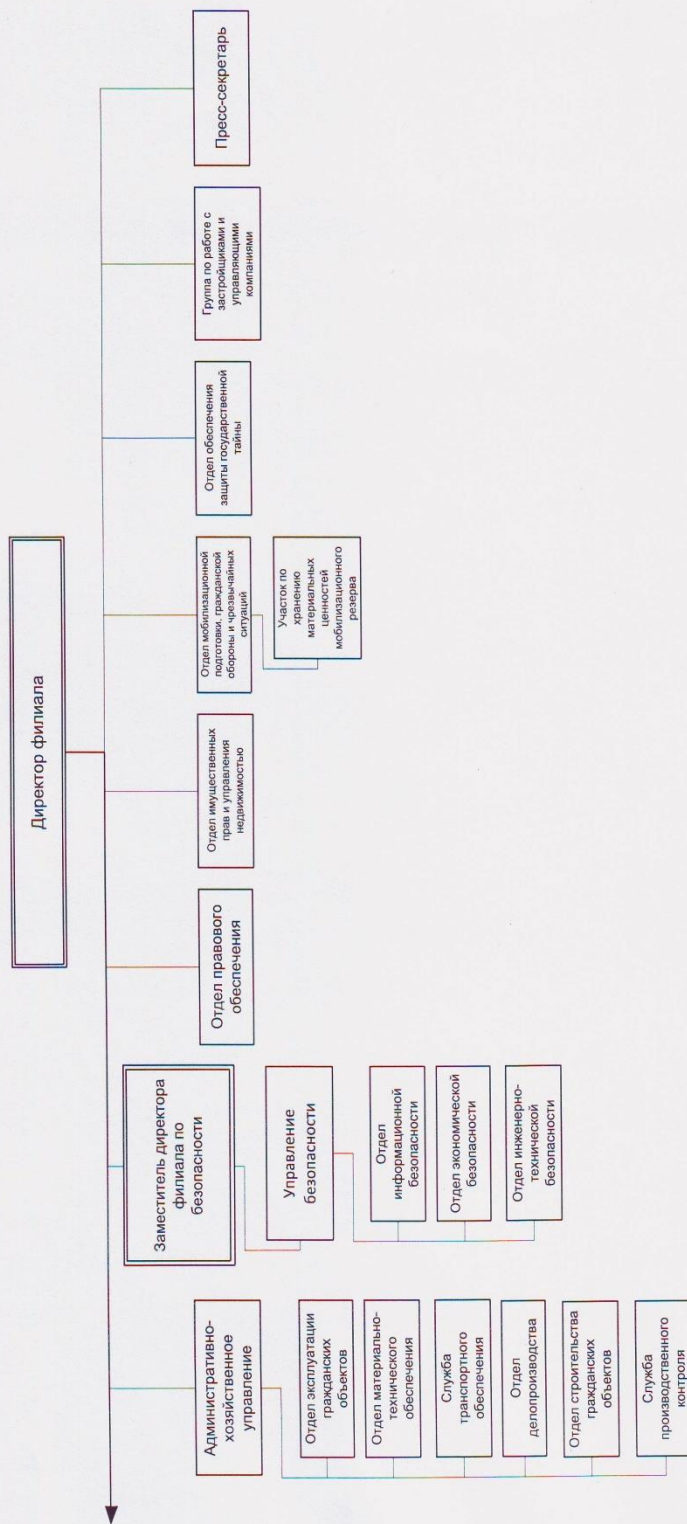 Директор филиала
Административно-
хозяйственное
управление
Отдел эксплуатации
гражданских
объектов
Отдел материально-
технического
обеспечения
Служба
транспортного
обеспечения
Отдел
делопроизводства
Отдел строительства
гражданских
объектов
Служба
производственного
контроля
Заместитель директора
филиала по
безопасности
Управление
безопасности
Отдел
информационной
безопасности
Отдел экономической
безопасности
Отдел инженерно-
технической
безопасности
Отдел правового
обеспечения
Отдел имущественных
прав и управления
недвижимостью
Отдел мобилизационной
подготовки, гражданской
обороны и чрезвычайных
ситуаций
Участок по
хранению
материальных
ценностей
мобилизационного
резерва
Отдел обеспечения
защиты государственной
тайны
Группа по работе с
застройщиками и
управляющими
компаниями
Пресс-секретарь